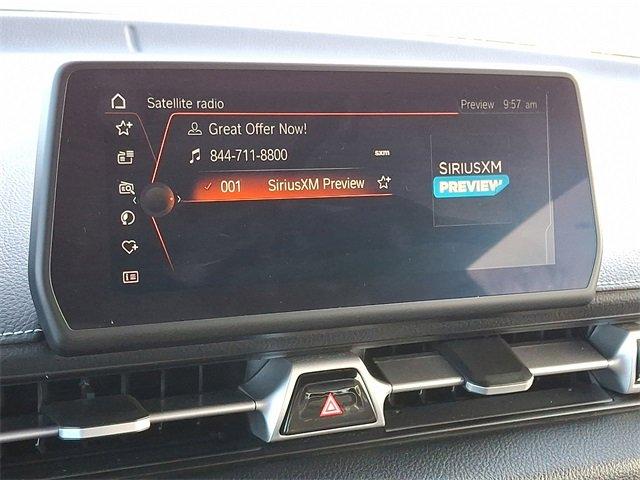 Satellite radio Preview 9:57 am
Great Offer Now!
844-711-8800 sxm
001 SiriusXM Preview
SIRIUSXM
PREVIEW